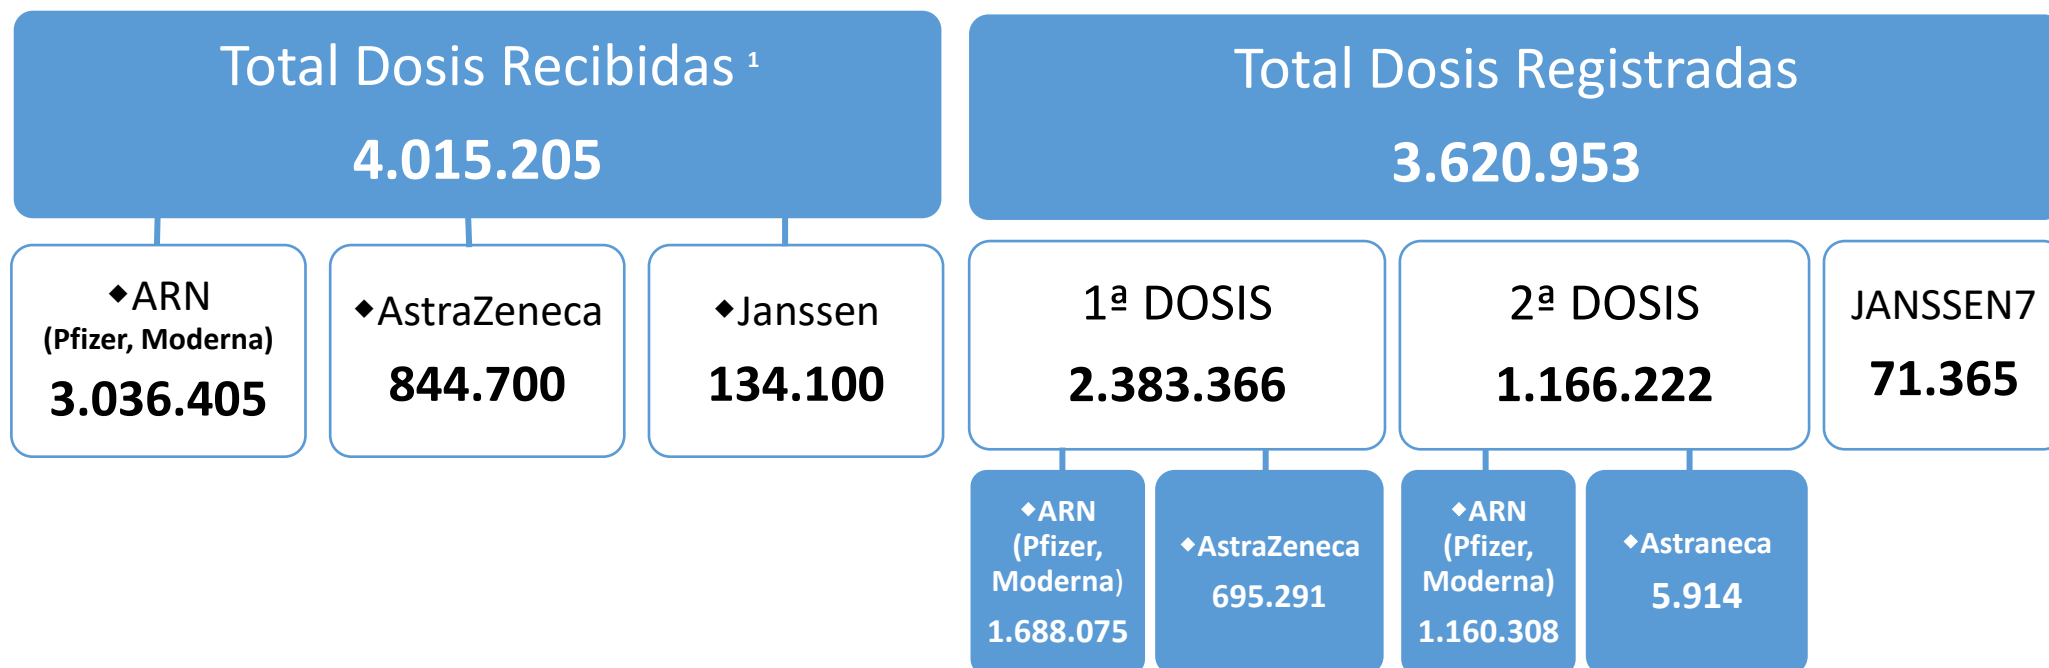 Total Dosis Recibidas 1
4.015.205
◆ARN
(Pfizer, Moderna)
3.036.405
◆AstraZeneca
844.700
◆Janssen
134.100
Total Dosis Registradas
3.620.953
1ª DOSIS
2.383.366
2ª DOSIS
1.166.222
JANSSEN7
71.365
◆ARN
(Pfizer,
Moderna)
1.688.075
◆AstraZeneca
695.291
◆ARN
(Pfizer,
Moderna)
1.160.308
◆Astraneca
5.914